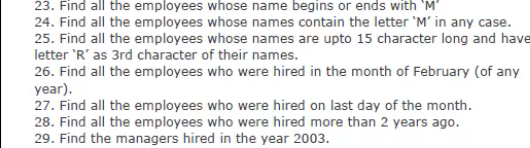 23. Find all the employees whose name begins or ends with ‘M’
24. Find all the employees whose names contain the letter ‘M’ in any case.
25. Find all the employees whose names are upto 15 character long and have
letter ‘R’ as 3rd character of their names.
26. Find all the employees who were hired in the month of February (of any
year).
27. Find all the employees who were hired on last day of the month.
28. Find all the employees who were hired more than 2 years ago.
29. Find the managers hired in the year 2003.